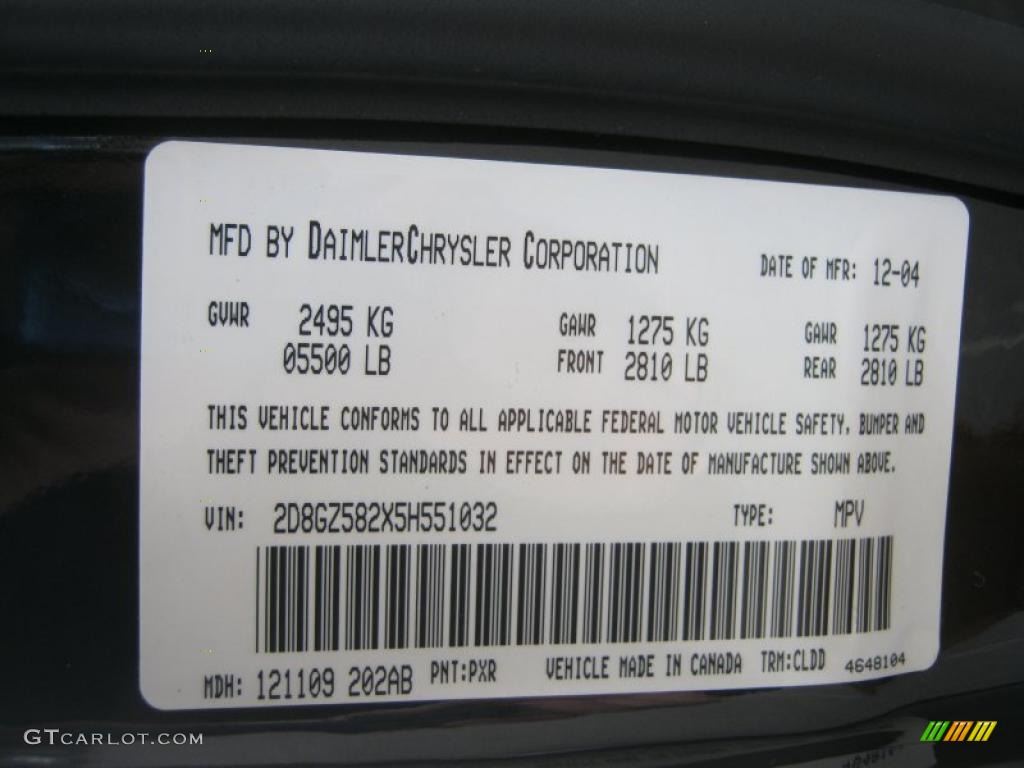 MFD BY DAIMLERCHRYSLER CORPORATION DATE OF MFR: 12-04
GVWR 2495 KG GAWR 1275 KG GAWR 1275 KG
05500 LB FRONT 2810 LB REAR 2810 LB
THIS VEHICLE CONFORMS TO ALL APPLICABLE FEDERAL MOTOR VEHICLE SAFETY, BUMPER AND
THEFT PREVENTION STANDARDS IN EFFECT ON THE DATE OF MANUFACTURE SHOWN ABOVE.
VIN: 2D8GZ582X5H551032 TYPE: MPV
MDH: 121109 202AB PNT:PXR VEHICLE MADE IN CANADA TRM:CLDD 4648104
GTCARLOT.COM